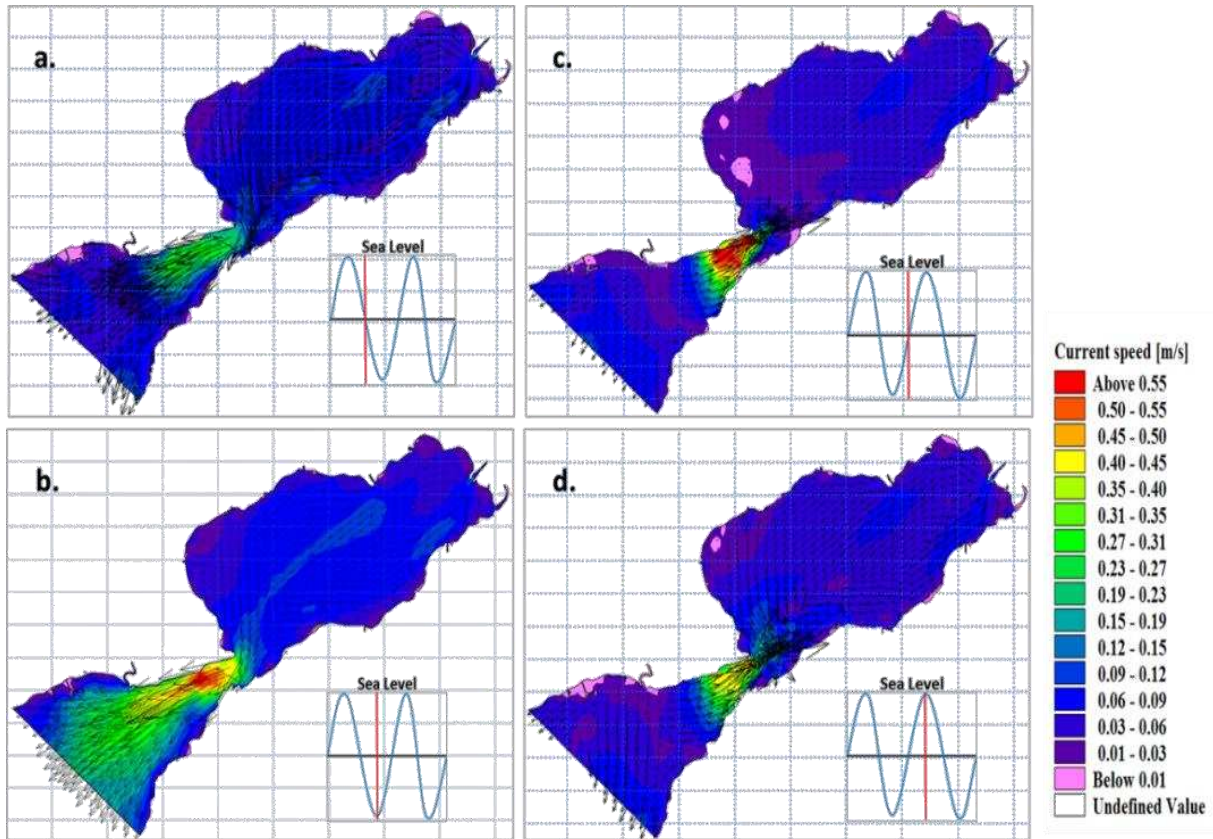 a.
Sea Level
c.
Sea Level
b.
Sea Level
d.
Sea Level
Current speed [m/s]
Above 0.55
0.50 - 0.55
0.45 - 0.50
0.40 - 0.45
0.35 - 0.40
0.31 - 0.35
0.27 - 0.31
0.23 - 0.27
0.19 - 0.23
0.15 - 0.19
0.12 - 0.15
0.09 - 0.12
0.06 - 0.09
0.03 - 0.06
0.01 - 0.03
Below 0.01
Undefined Value